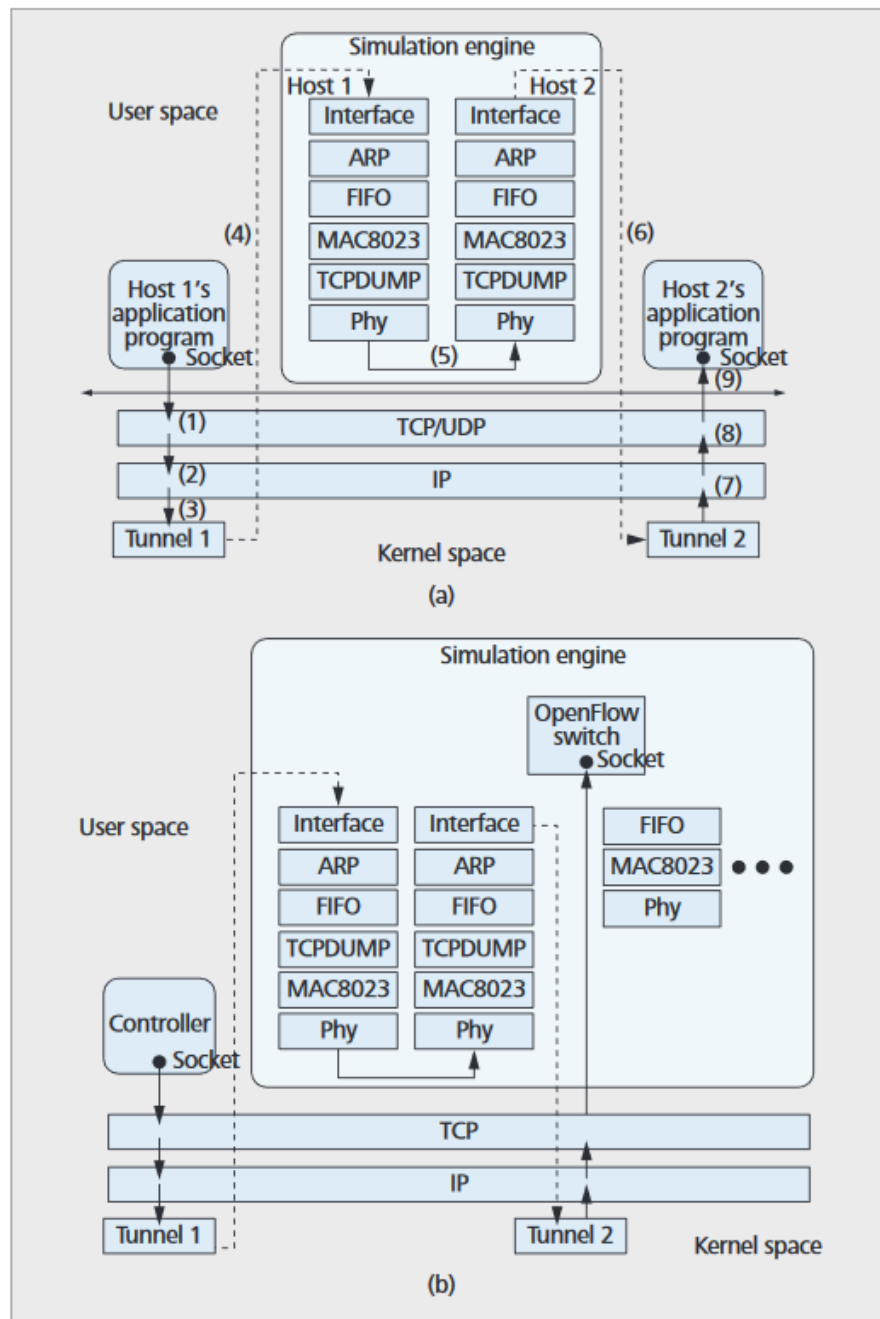 Simulation engine
Host 1
Host 2
User space
Interface
Interface
ARP
ARP
FIFO
FIFO
(4)
(6)
MAC8023
MAC8023
TCPDUMP
TCPDUMP
Host 1's
application
program
Host 2's
application
program
Phy
Phy
Socket
(5)
Socket
(9)
(1)
TCP/UDP
(8)
(2)
IP
(7)
(3)
Tunnel 1
Tunnel 2
Kernel space
(a)
Simulation engine
OpenFlow
switch
Socket
User space
Interface
Interface
FIFO
ARP
ARP
MAC8023
FIFO
FIFO
Phy
TCPDUMP
TCPDUMP
MAC8023
MAC8023
Controller
Phy
Phy
Socket
TCP
IP
Tunnel 1
Tunnel 2
Kernel space
(b)